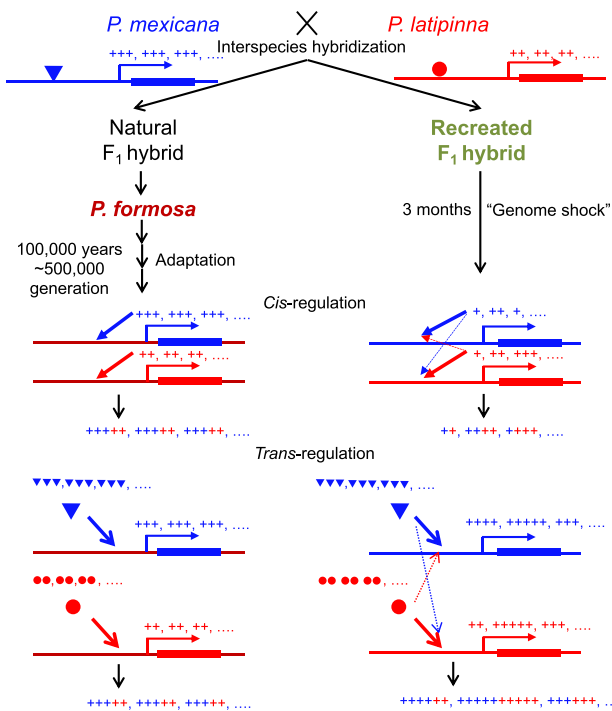 P. mexicana
P. latipinna
+++, +++, +++, ....
Interspecies hybridization
++, ++, ++, ....
Natural
F1 hybrid
Recreated
F1 hybrid
P. formosa
3 months
"Genome shock"
100,000 years
~500,000
generation
Adaptation
Cis-regulation
+++, +++, +++, ....
+, ++, +, ....
++, ++, ++, ....
+, ++, +++, ....
+++++, +++++, +++++, ....
++, ++++, ++++, ....
Trans-regulation
▼▼▼,▼▼▼,▼▼▼, ....
▼▼▼,▼▼▼,▼▼▼, ....
+++, +++, +++, ....
++++, +++++, +++, ....
●●,●●,●●, ....
●● ●● ●●, ....
++, ++, ++, ....
++, +++++, +++, ....
+++++, +++++, +++++, ....
++++++, ++++++++++, ++++++, ...